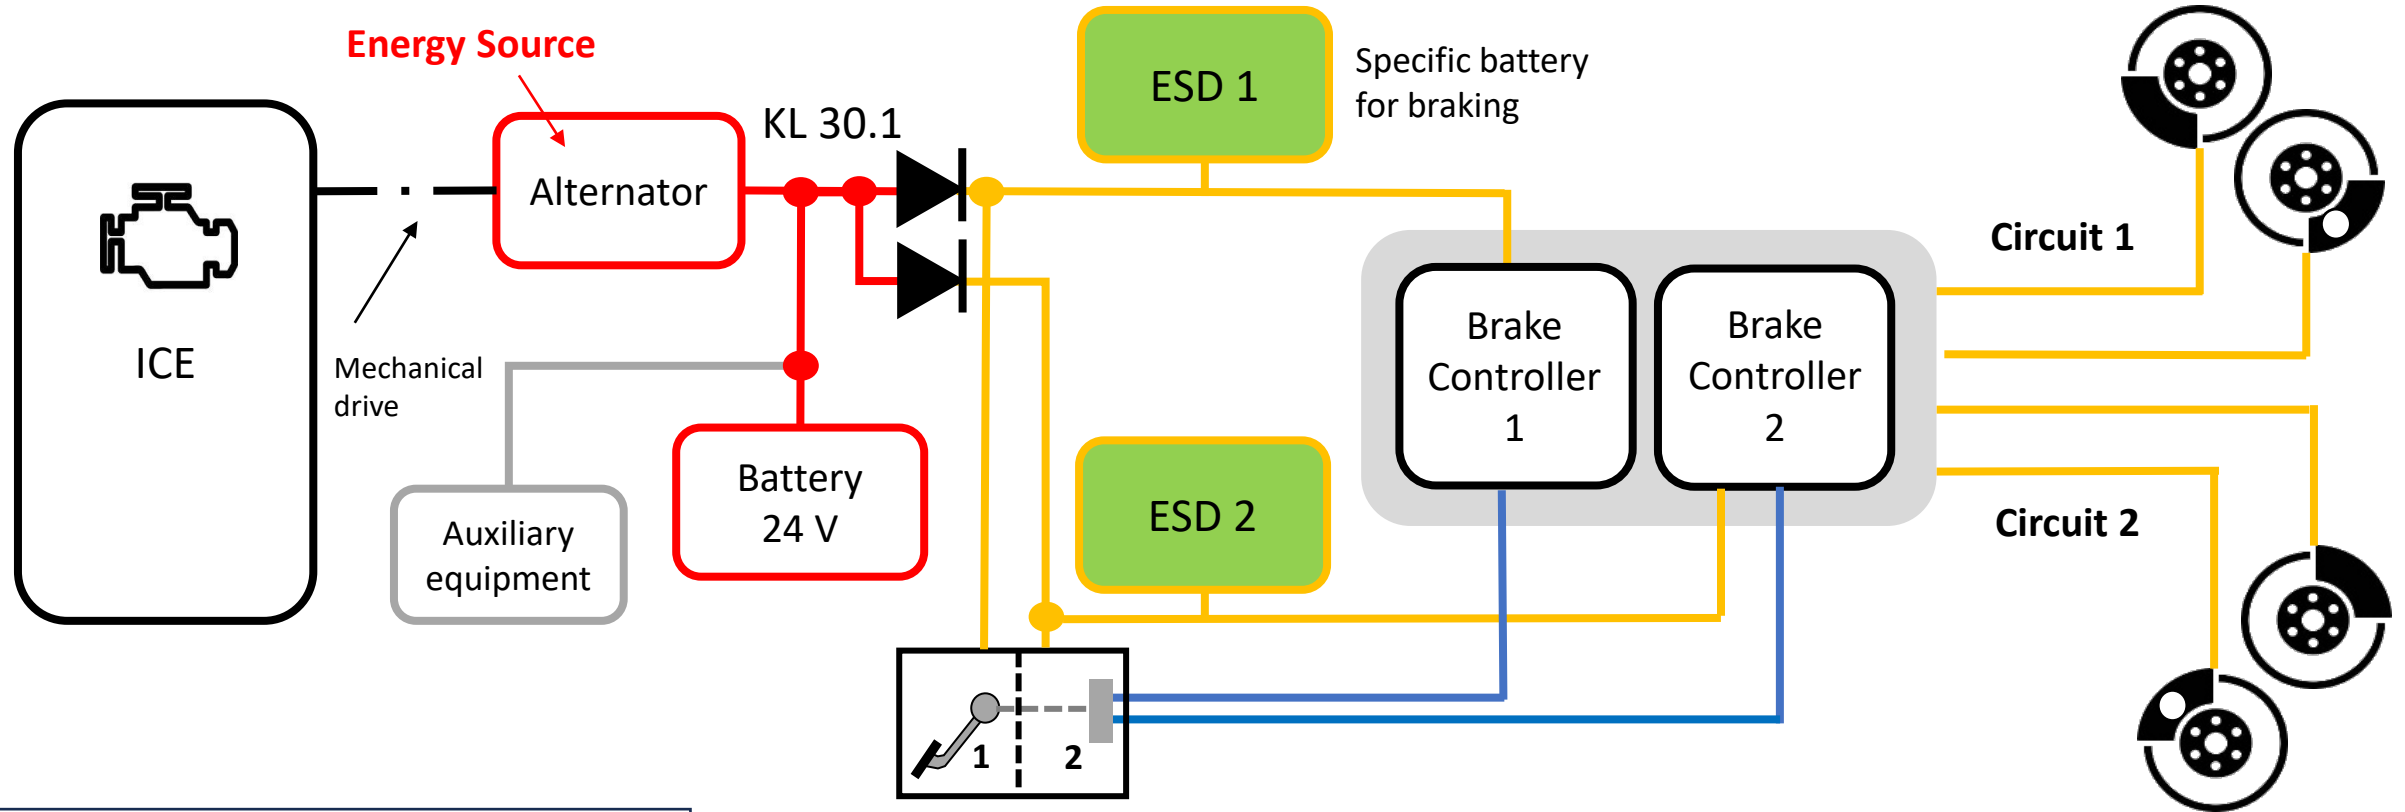 Energy Source
ESD 1
Specific battery
for braking
KL 30.1
Alternator
Circuit 1
ICE
Mechanical
drive
Brake
Controller
1
Brake
Controller
2
Battery
24 V
ESD 2
Auxiliary
equipment
Circuit 2
1
2